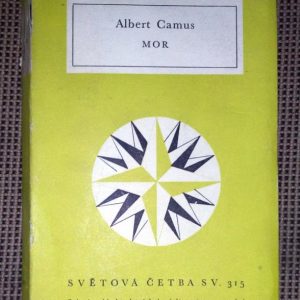 Albert Camus
MOR
SVĚTOVÁ ČETBA SV. 315